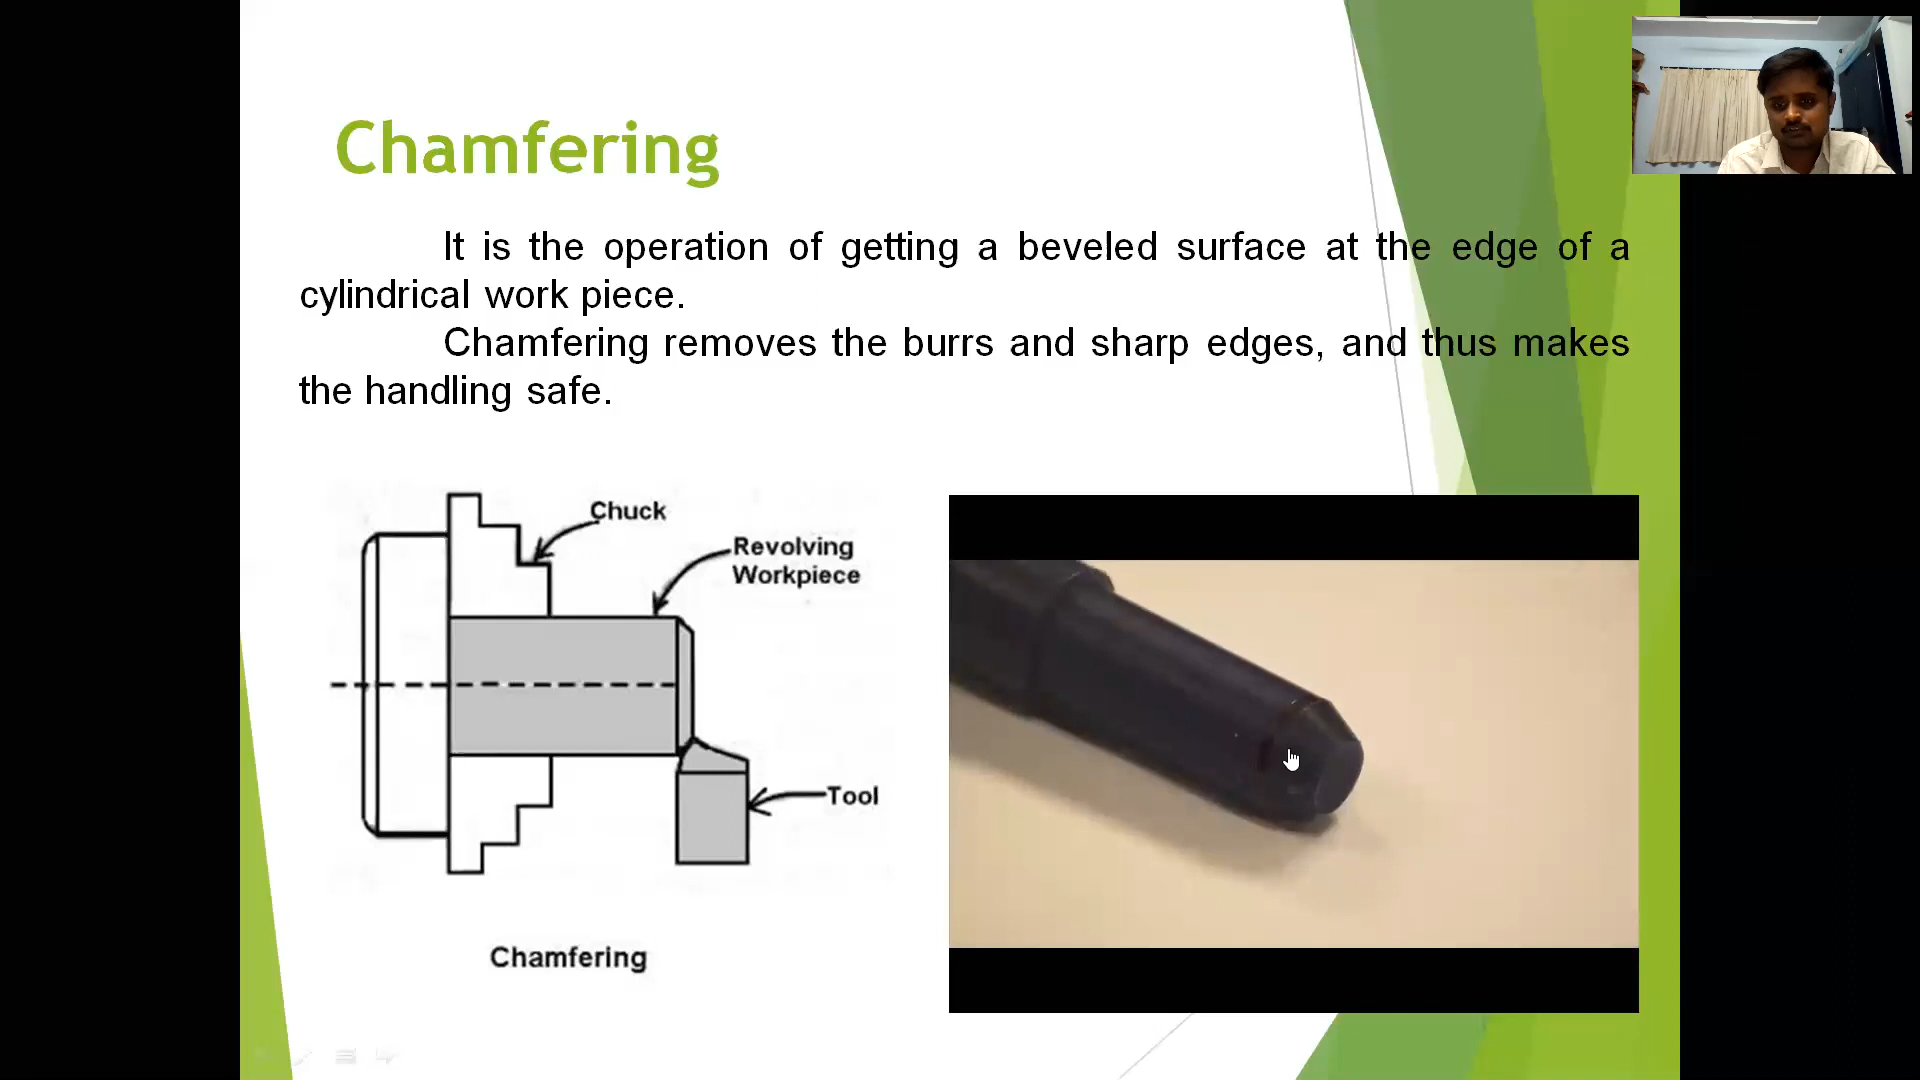 Chamfering
It is the operation of getting a beveled surface at the edge of a
cylindrical work piece.
Chamfering removes the burrs and sharp edges, and thus makes
the handling safe.
Chuck
Revolving
Workpiece
Tool
Chamfering